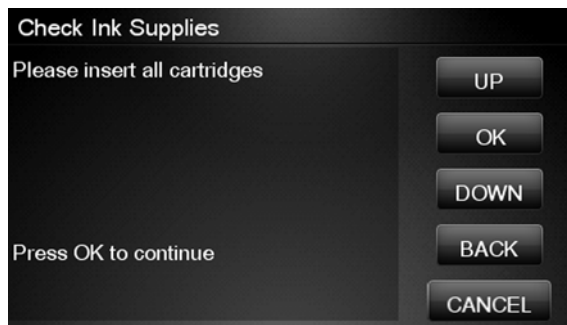 Check Ink Supplies
Please insert all cartridges
UP
OK
DOWN
Press OK to continue
BACK
CANCEL